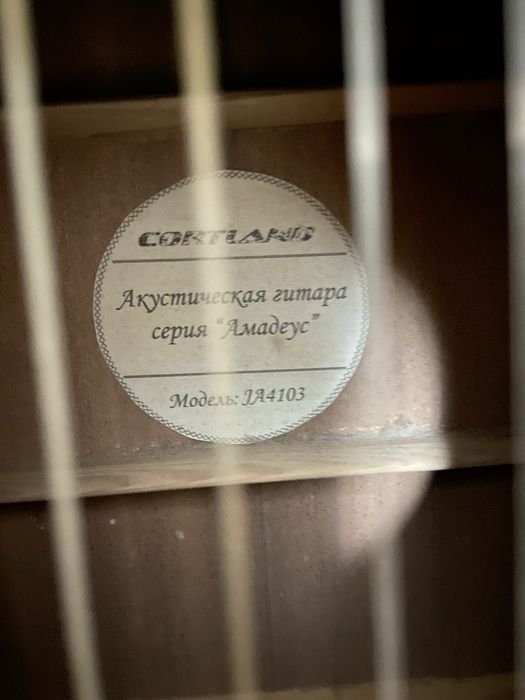 CORTLAND
Акустическая гитара
серия "Амадеус"
Модель: JA4103